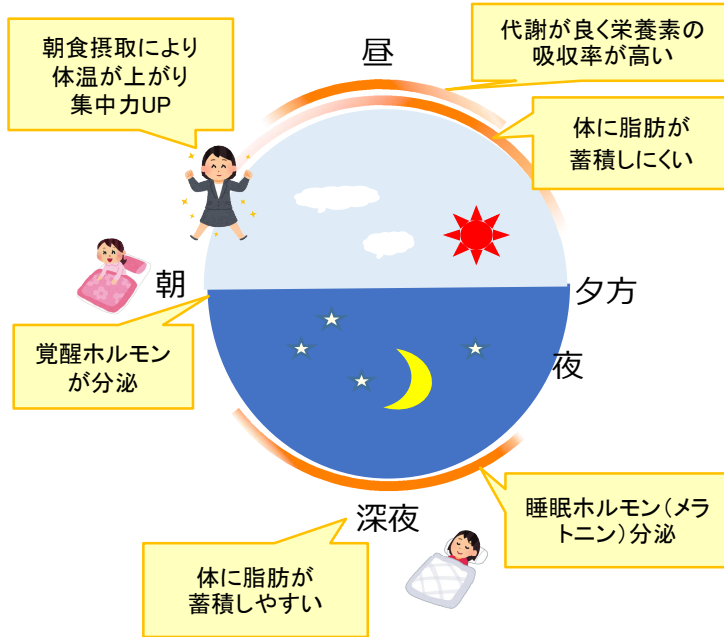 朝食摂取により
体温が上がり
集中力UP
昼
代謝が良く栄養素の
吸収率が高い
体に脂肪が
蓄積しにくい
朝
夕方
覚醒ホルモン
が分泌
夜
深夜
睡眠ホルモン（メラ
トニン）分泌
体に脂肪が
蓄積しやすい